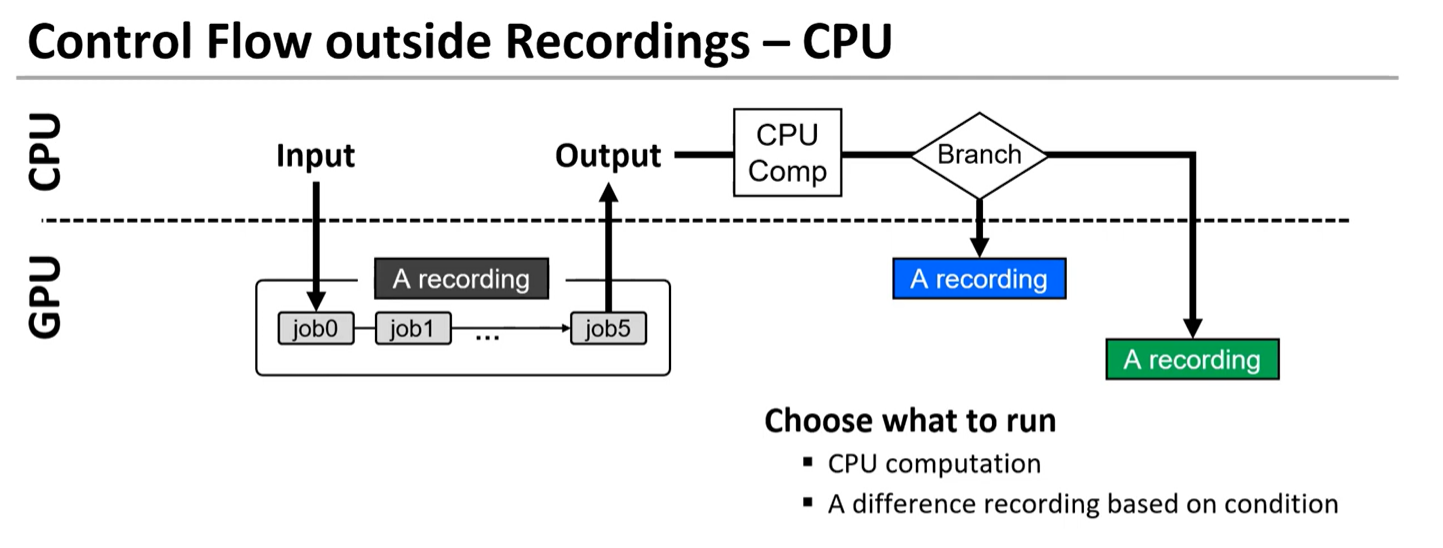 Control Flow outside Recordings – CPU
CPU
Input
Output
CPU
Comp
Branch
GPU
A recording
job0
job1
...
job5
A recording
A recording
Choose what to run
▪ CPU computation
▪ A difference recording based on condition